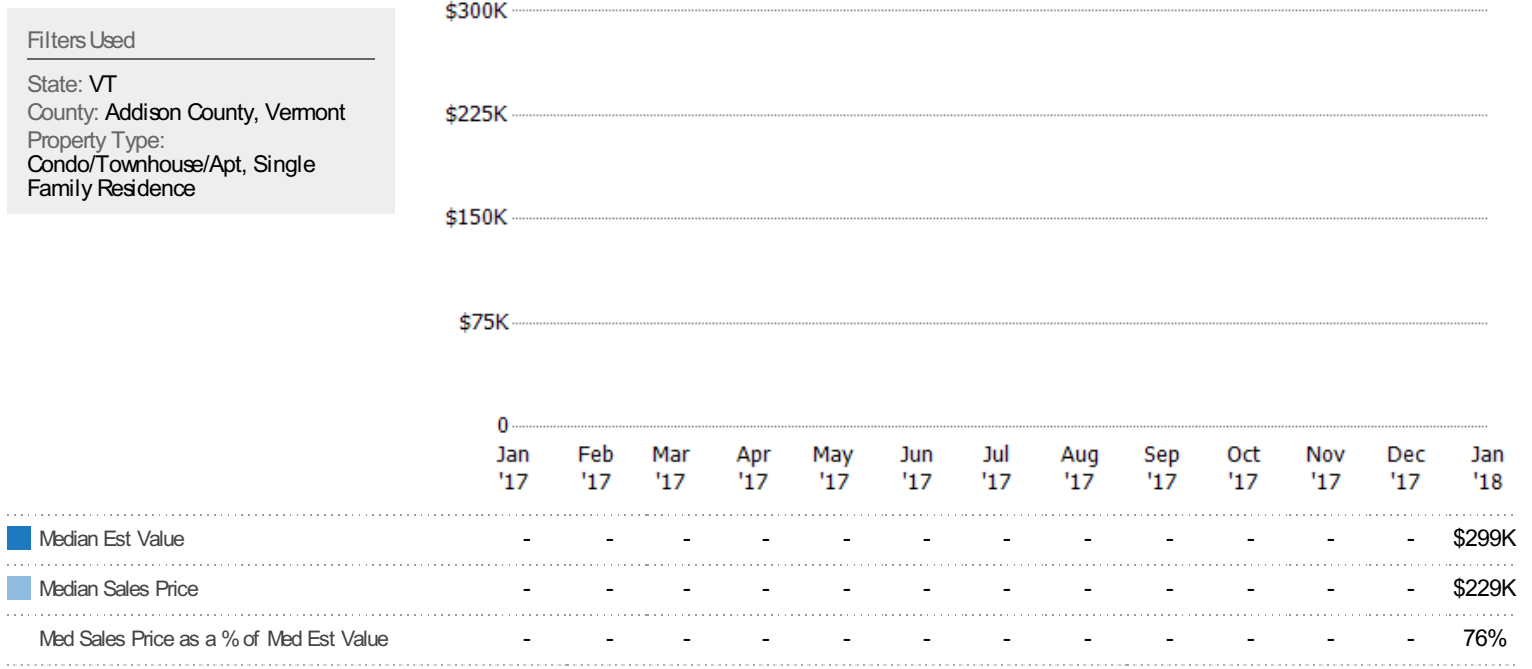 Filters Used
State: VT
County: Addison County, Vermont
Property Type:
Condo/Townhouse/Apt, Single
Family Residence
$300K
$225K
$150K
$75K
0
Jan Feb Mar Apr May Jun Jul Aug Sep Oct Nov Dec Jan
'17 '17 '17 '17 '17 '17 '17 '17 '17 '17 '17 '17 '18
Median Est Value - - - - - - - - - - - - $299K
Median Sales Price - - - - - - - - - - - - $229K
Med Sales Price as a % of Med Est Value - - - - - - - - - - - - 76%